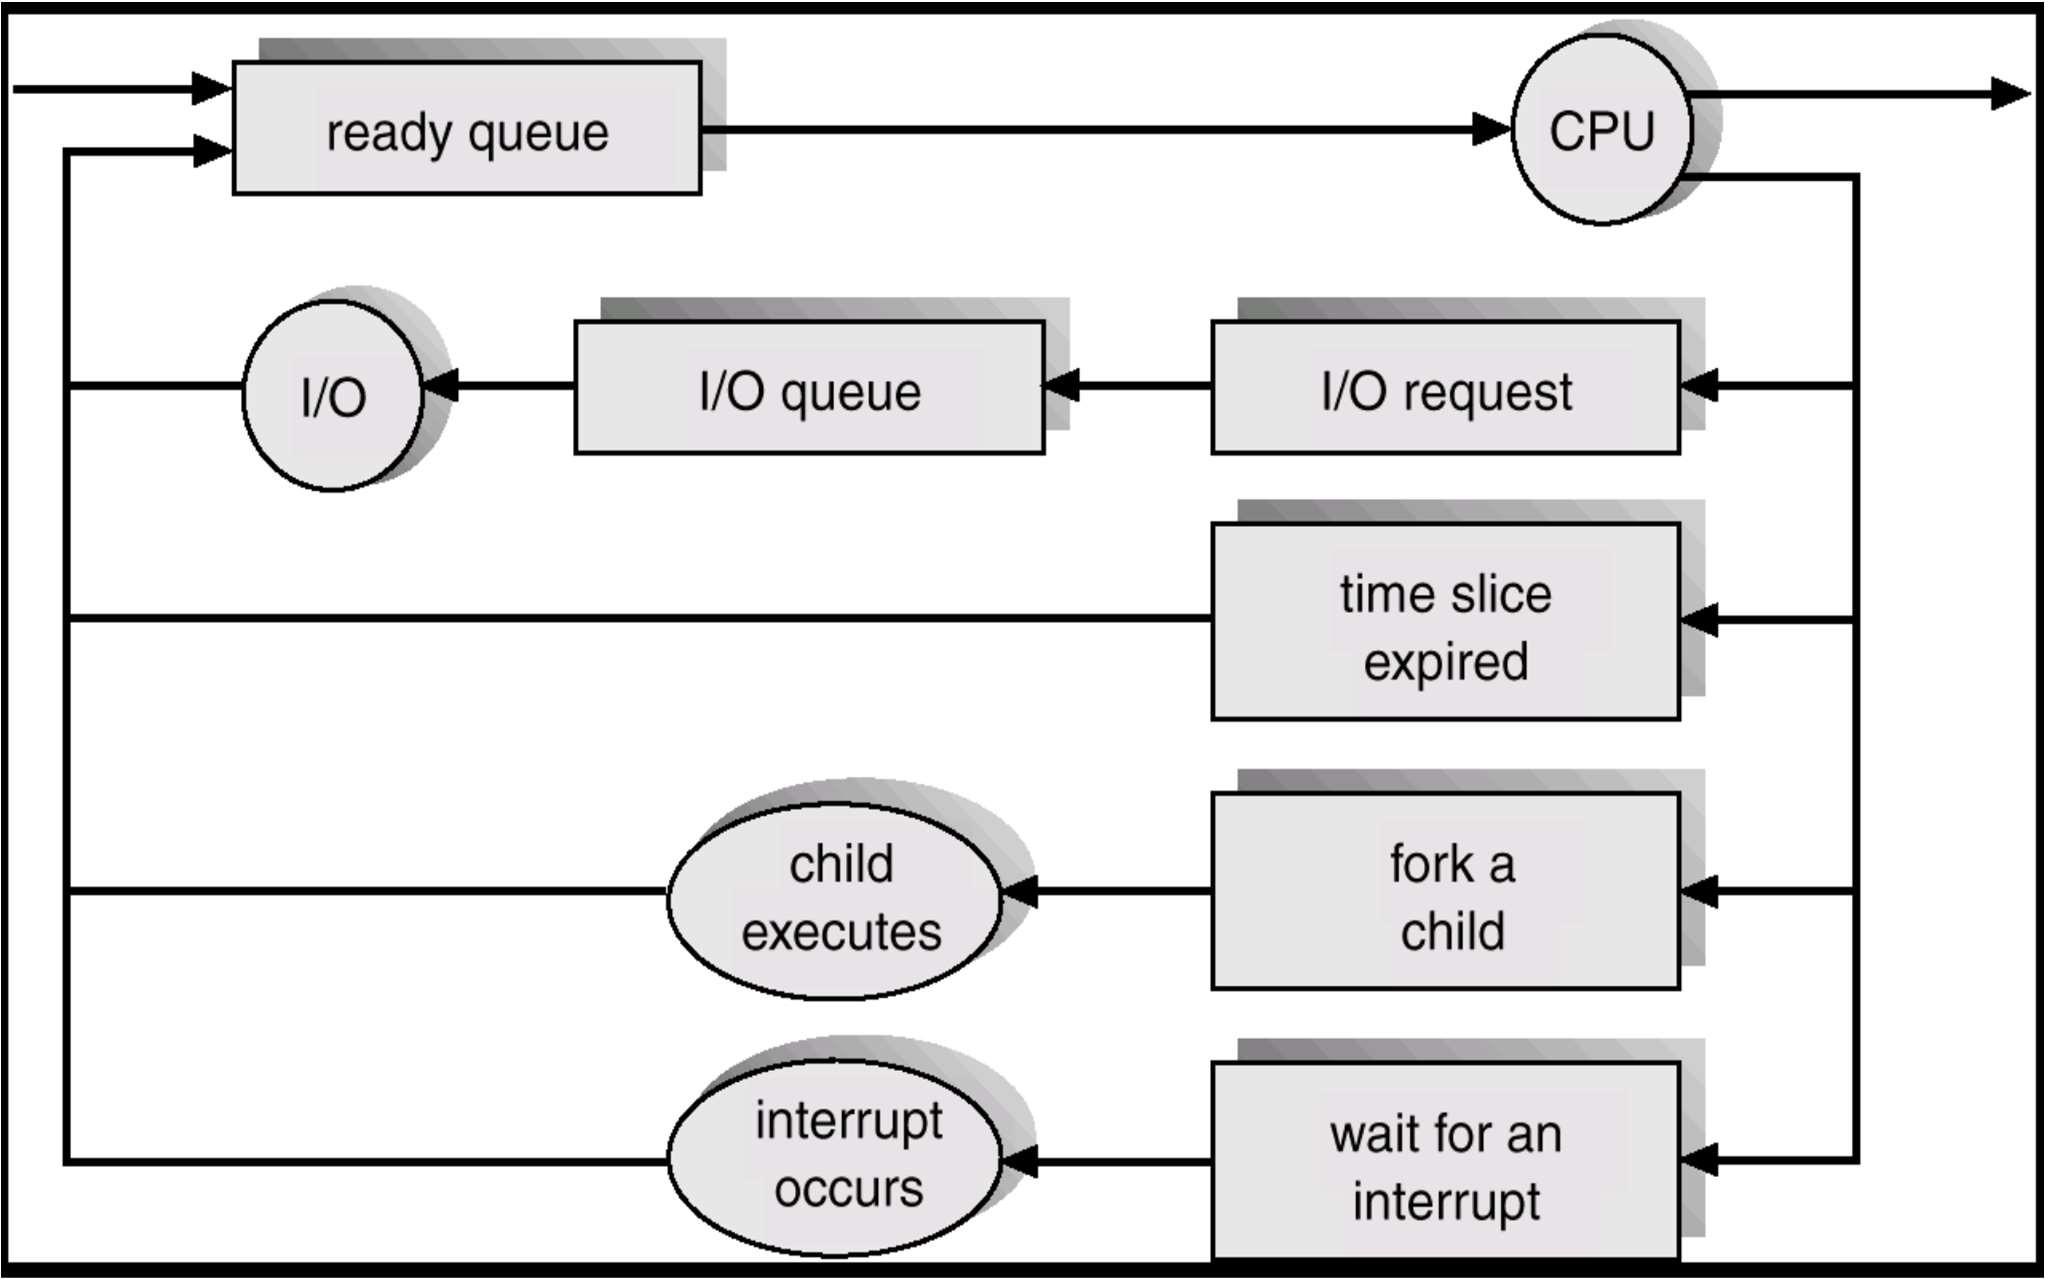 ready queue
CPU
I/O
I/O queue
I/O request
time slice
expired
child
executes
fork a
child
interrupt
occurs
wait for an
interrupt